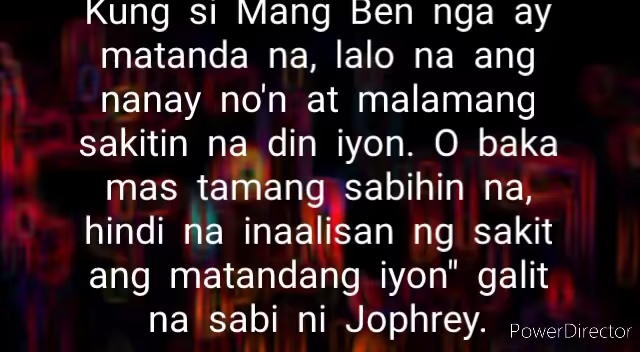 Kung si Mang Ben nga ay
matanda na, lalo na ang
nanay no'n at malamang
sakitin na din iyon. O baka
mas tamang sabihin na,
hindi na inaalisan ng sakit
ang matandang iyon" galit
na sabi ni Jophrey.
PowerDirector